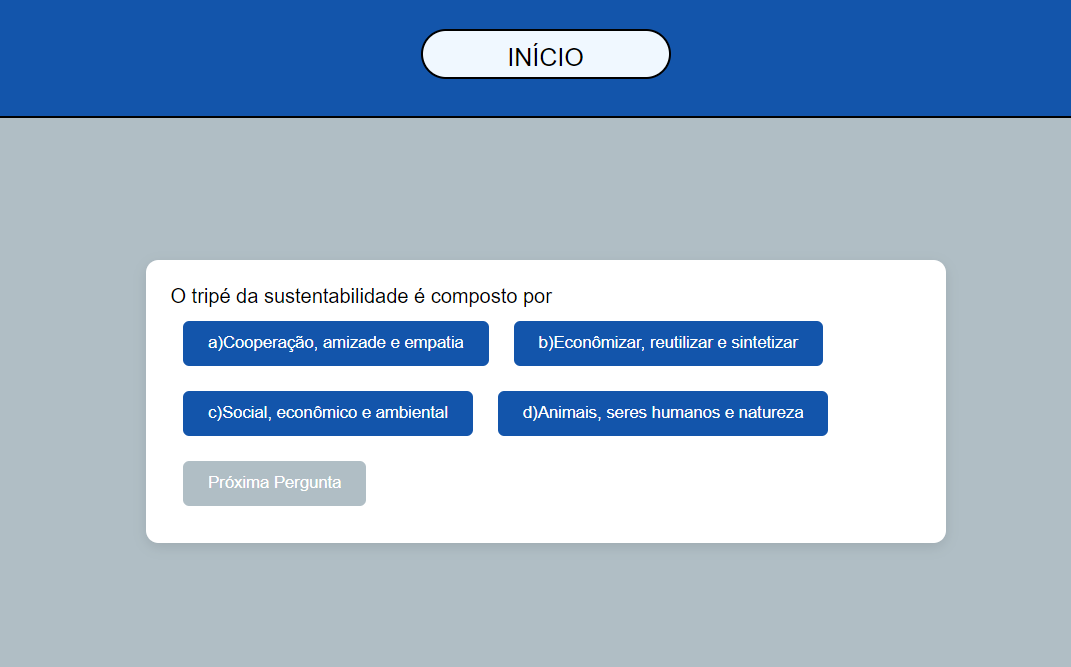 INÍCIO
O tripé da sustentabilidade é composto por
a)Cooperação, amizade e empatia
b)Econômizar, reutilizar e sintetizar
c)Social, econômico e ambiental
d)Animais, seres humanos e natureza
Próxima Pergunta